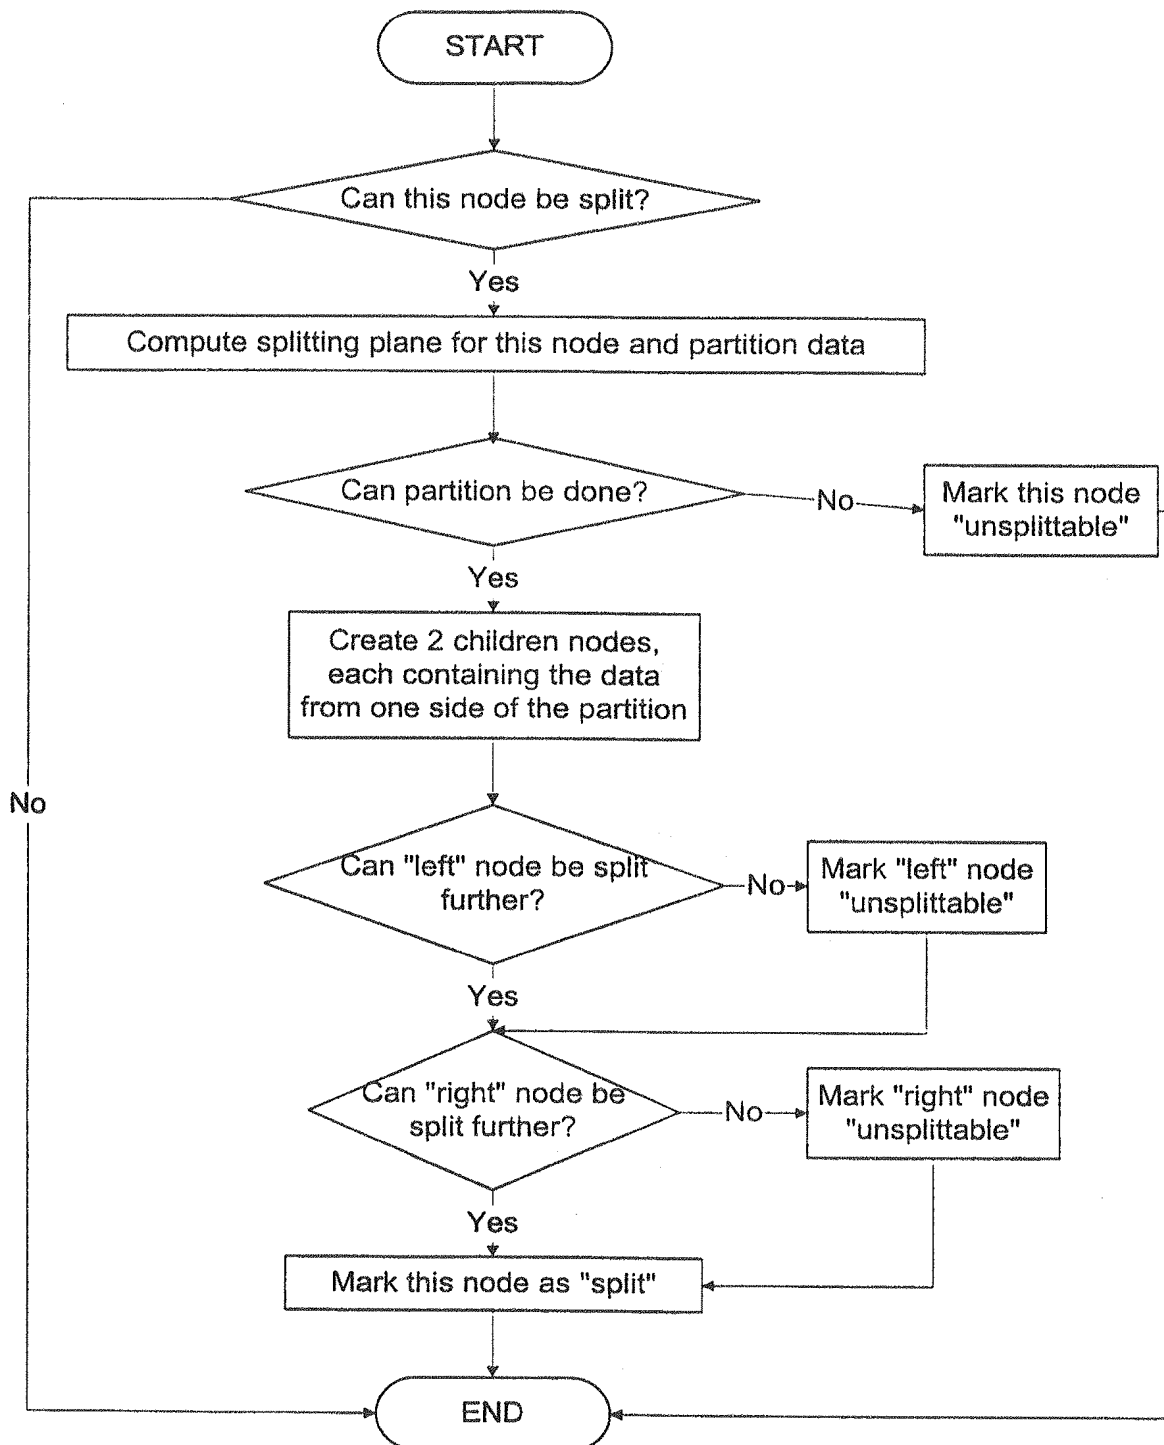 START
Can this node be split?
Yes
Compute splitting plane for this node and partition data
Can partition be done?
No
Mark this node
"unsplittable"
Yes
Create 2 children nodes,
each containing the data
from one side of the partition
No
Can "left" node be split
further?
No
Mark "left" node
"unsplittable"
Yes
Can "right" node be
split further?
No
Mark "right" node
"unsplittable"
Yes
Mark this node as "split"
END